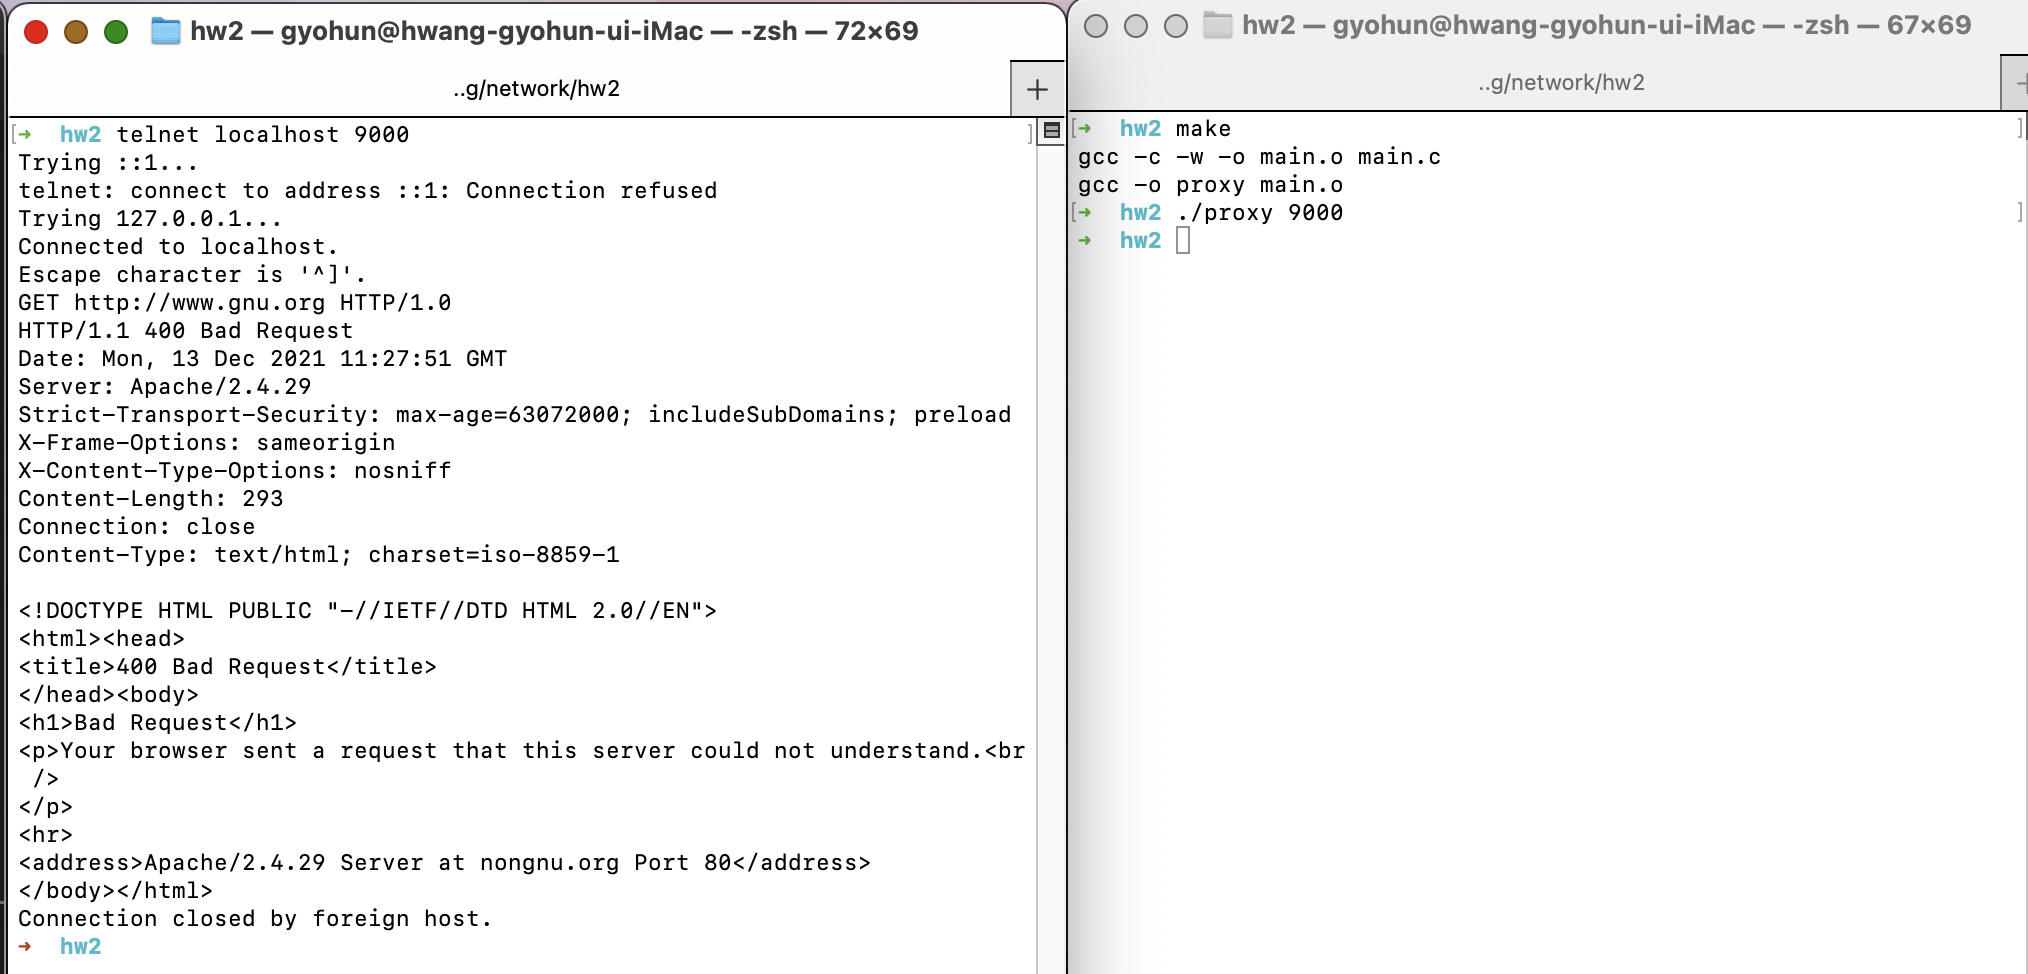 hw2 — gyohun@hwang-gyohun-ui-iMac — -zsh — 72×69
..g/network/hw2
+
[➜ hw2 telnet localhost 9000 ]
Trying ::1...
telnet: connect to address ::1: Connection refused
Trying 127.0.0.1...
Connected to localhost.
Escape character is '^]'.
GET http://www.gnu.org HTTP/1.0
HTTP/1.1 400 Bad Request
Date: Mon, 13 Dec 2021 11:27:51 GMT
Server: Apache/2.4.29
Strict-Transport-Security: max-age=63072000; includeSubDomains; preload
X-Frame-Options: sameorigin
X-Content-Type-Options: nosniff
Content-Length: 293
Connection: close
Content-Type: text/html; charset=iso-8859-1

<!DOCTYPE HTML PUBLIC "-//IETF//DTD HTML 2.0//EN">
<html><head>
<title>400 Bad Request</title>
</head><body>
<h1>Bad Request</h1>
<p>Your browser sent a request that this server could not understand.<br
 />
</p>
<hr>
<address>Apache/2.4.29 Server at nongnu.org Port 80</address>
</body></html>
Connection closed by foreign host.
➜ hw2
hw2 — gyohun@hwang-gyohun-ui-iMac — -zsh — 67×69
..g/network/hw2
+
[➜ hw2 make ]
gcc -c -w -o main.o main.c
gcc -o proxy main.o
[➜ hw2 ./proxy 9000 ]
➜ hw2